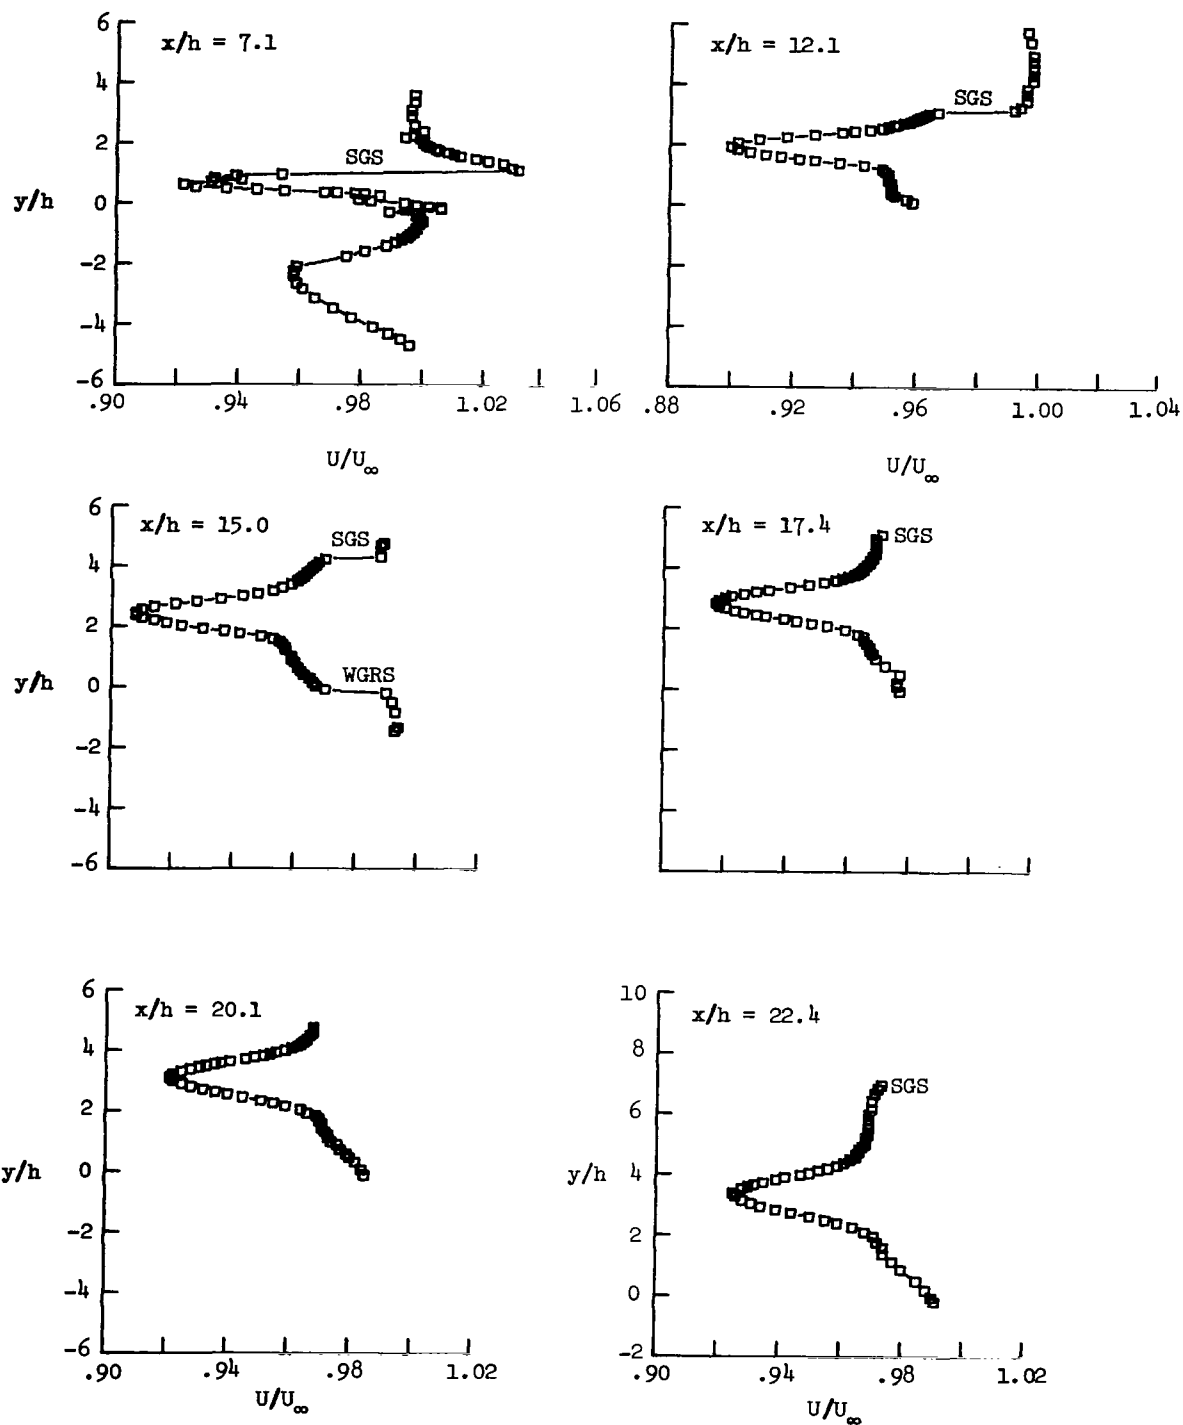 x/h = 7.1
6
4
2
0
-2
-4
-6
y/h
SGS
.90
.94
.98
1.02
1.06
U/U∞
x/h = 12.1
SGS
.88
.92
.96
1.00
1.04
U/U∞
x/h = 15.0
6
4
2
0
-2
-4
-6
y/h
SGS
WGRS
x/h = 17.4
SGS
x/h = 20.1
6
4
2
0
-2
-4
-6
y/h
.90
.94
.98
1.02
U/U∞
x/h = 22.4
10
8
6
4
2
0
-2
y/h
SGS
.90
.94
.98
1.02
U/U∞